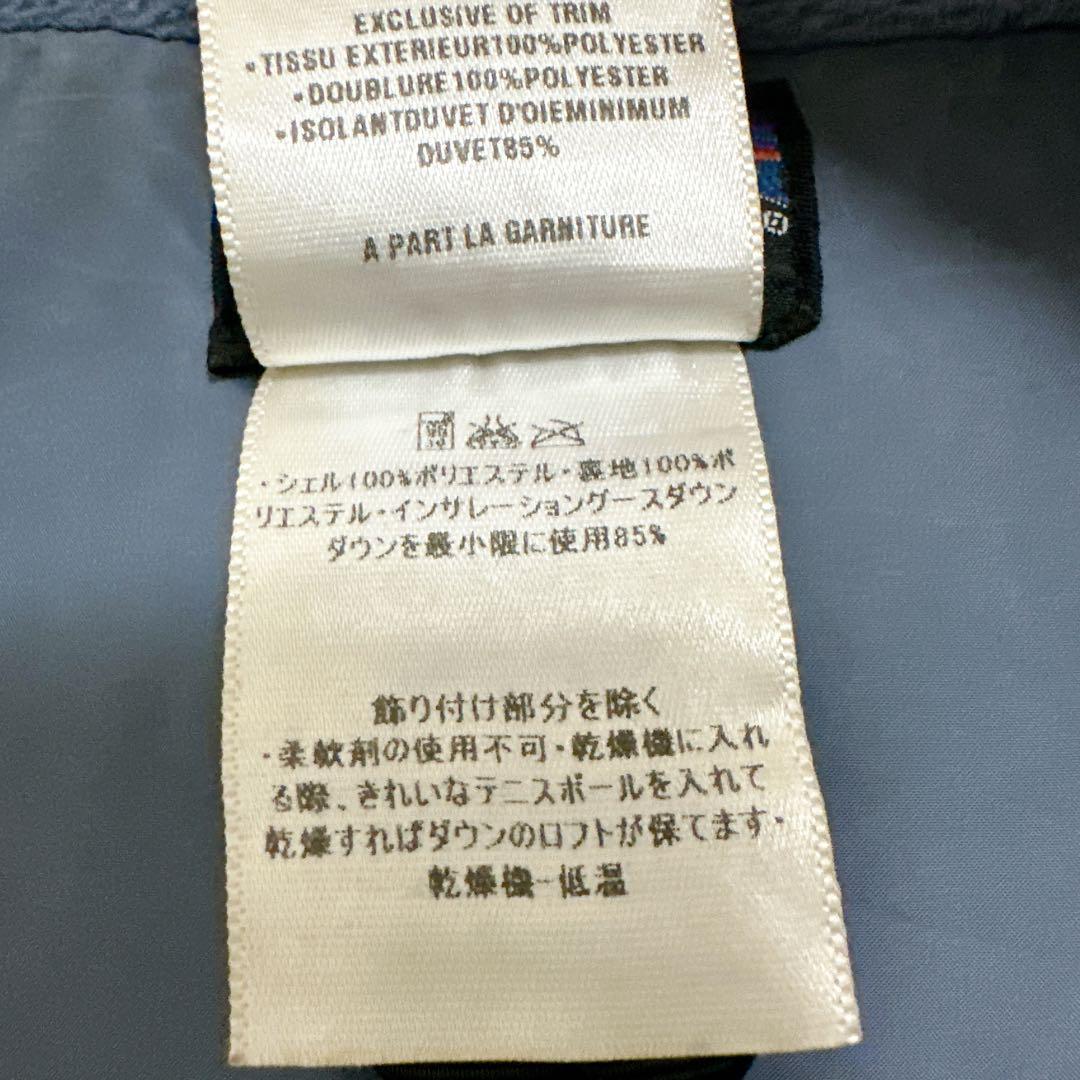 EXCLUSIVE OF TRIM
•TISSU EXTERIEUR100%POLYESTER
•DOUBLURE100%POLYESTER
•ISOLANTDUVET D'OIEMINIMUM
DUVET85%
A PART LA GARNITURE
・シェル100%ポリエステル・裏地100%ポ
リエステル・インサレーショングースダウン
ダウンを最小限に使用85%
飾り付け部分を除く
・柔軟剤の使用不可・乾燥機に入れ
る際、きれいなテニスボールを入れて
乾燥すればダウンのロフトが保てます・
乾燥機-低温